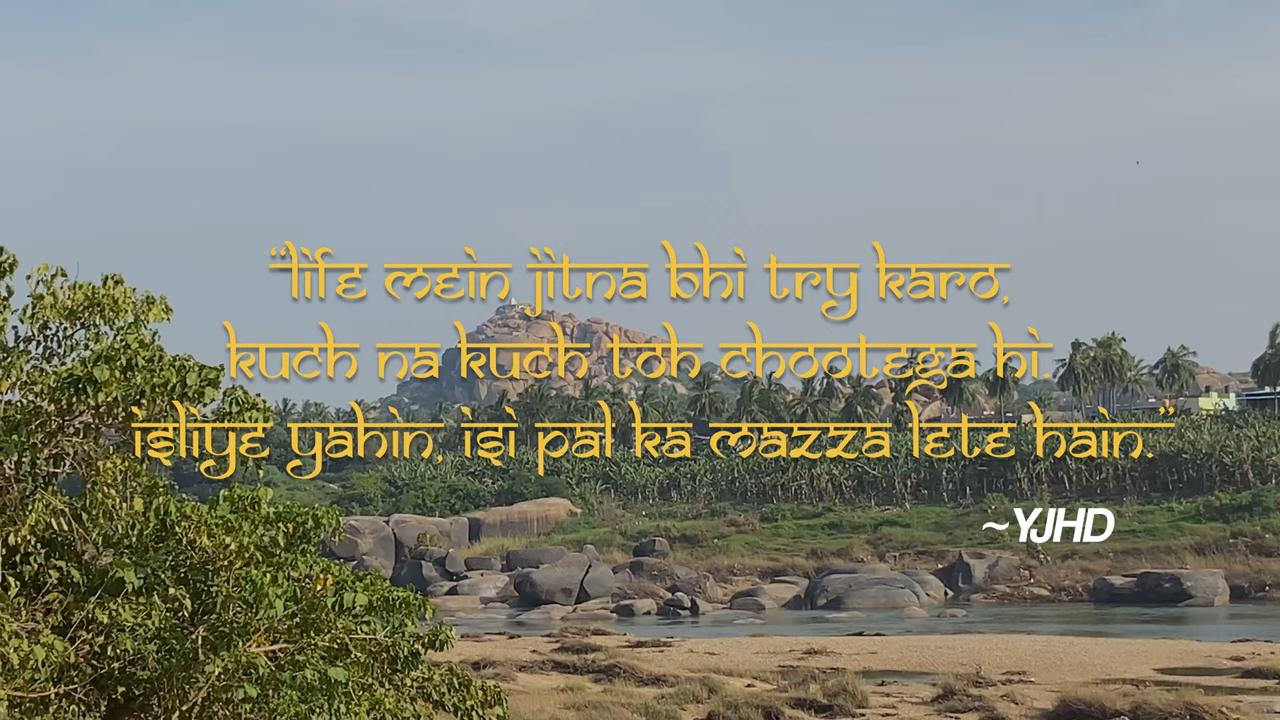 “life mein jitna bhi try karo,
kuch na kuch toh chootega hi.
isliye yahin, isi pal ka mazza lete hain.”
~YJHD